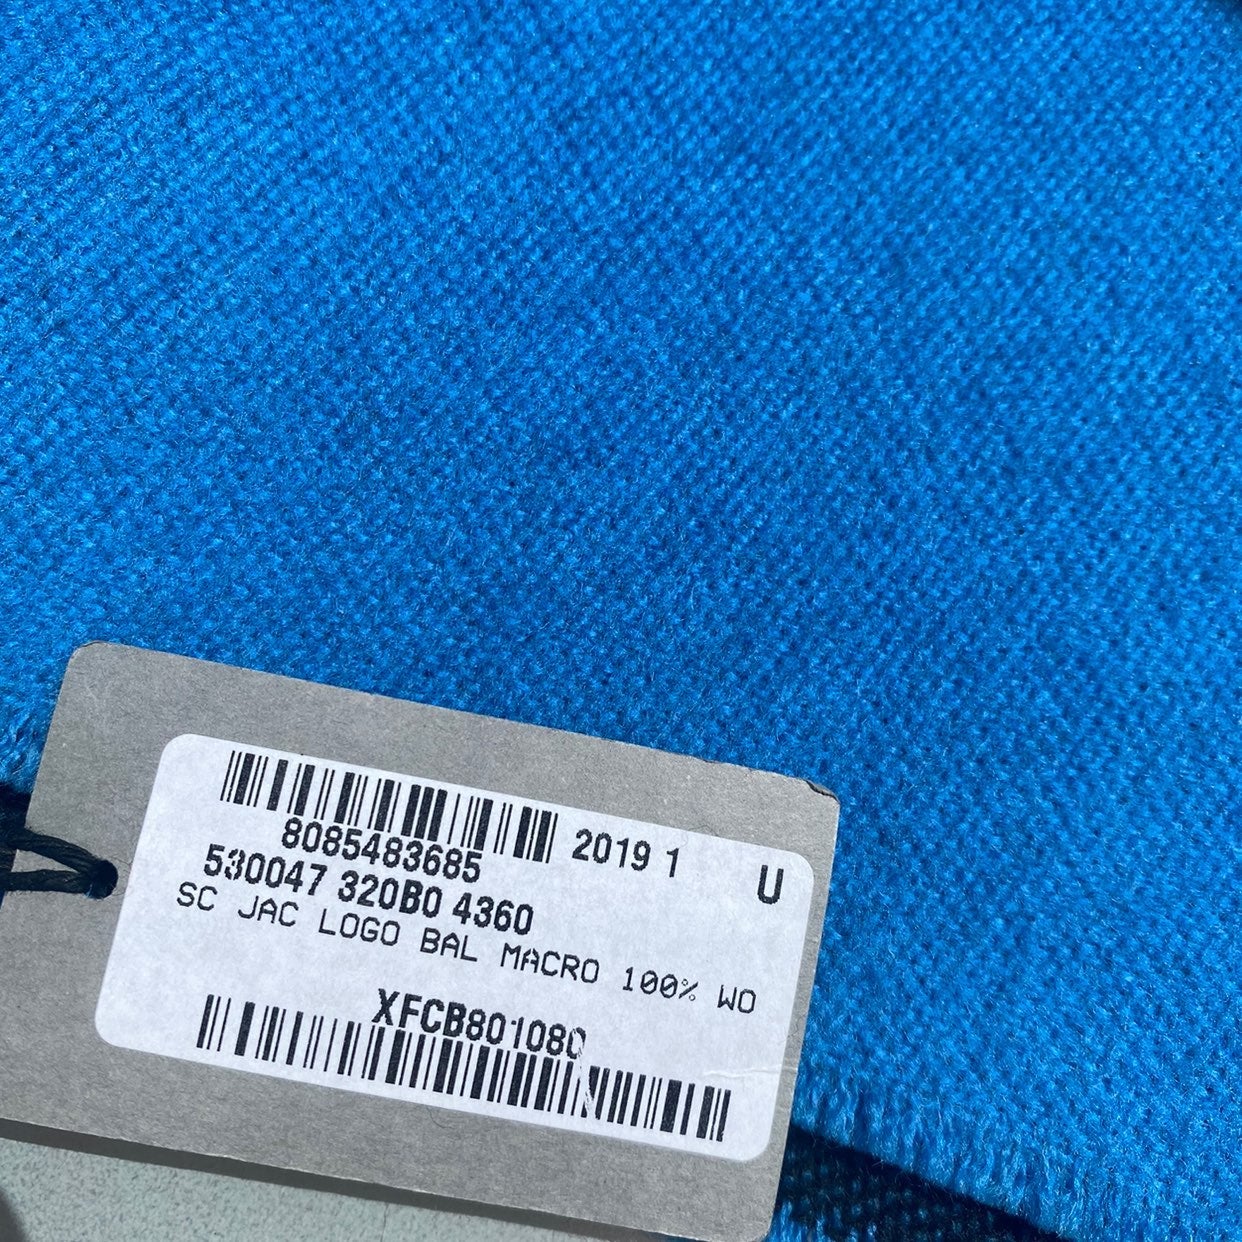 8085483685
2019 1
U
530047 320B0 4360
SC JAC LOGO BAL MACRO 100% WO
XFCB801080